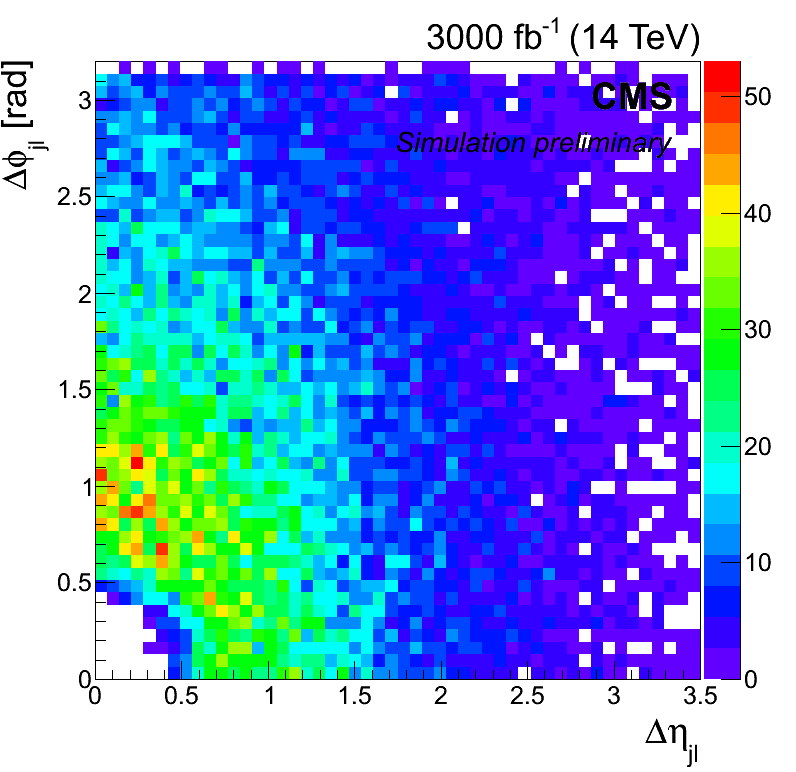 3000 fb-1 (14 TeV)
Δϕjl [rad]
CMS
Simulation preliminary
3
2.5
2
1.5
1
0.5
0
50
40
30
20
10
0
0 0.5 1 1.5 2 2.5 3 3.5
Δηjl